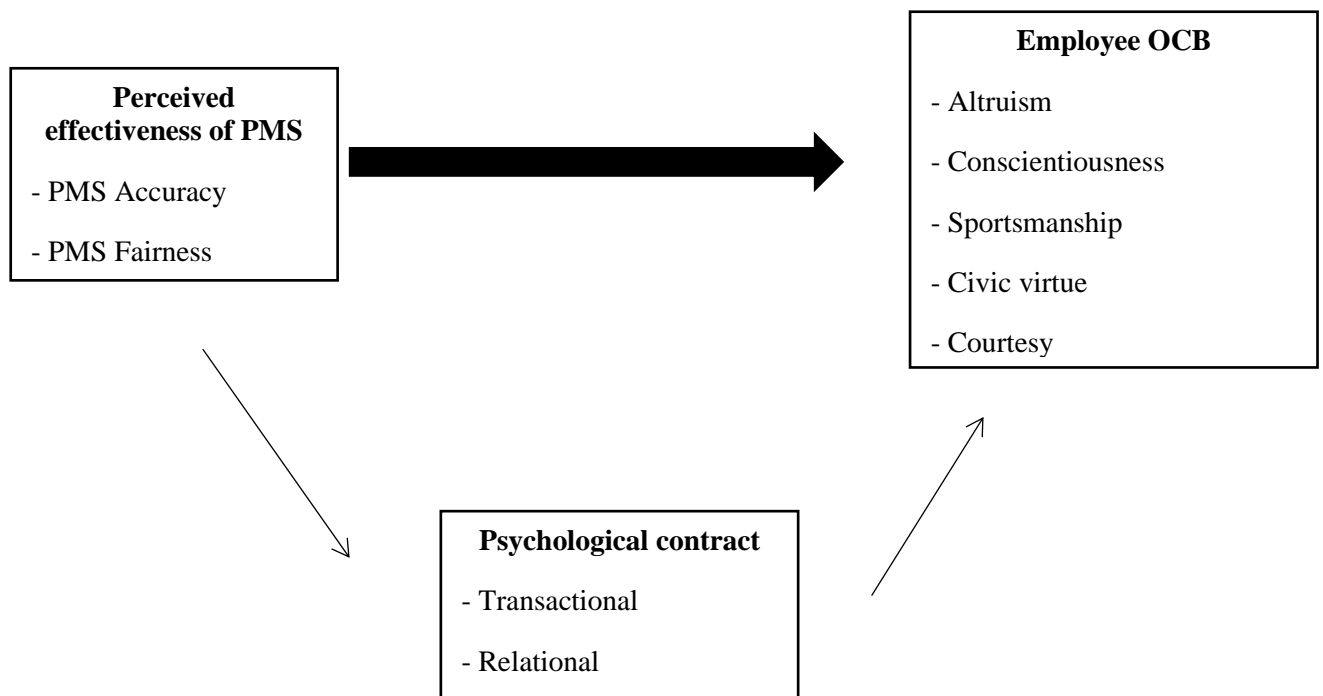 Perceived
effectiveness of PMS
- PMS Accuracy
- PMS Fairness
Employee OCB
- Altruism
- Conscientiousness
- Sportsmanship
- Civic virtue
- Courtesy
Psychological contract
- Transactional
- Relational